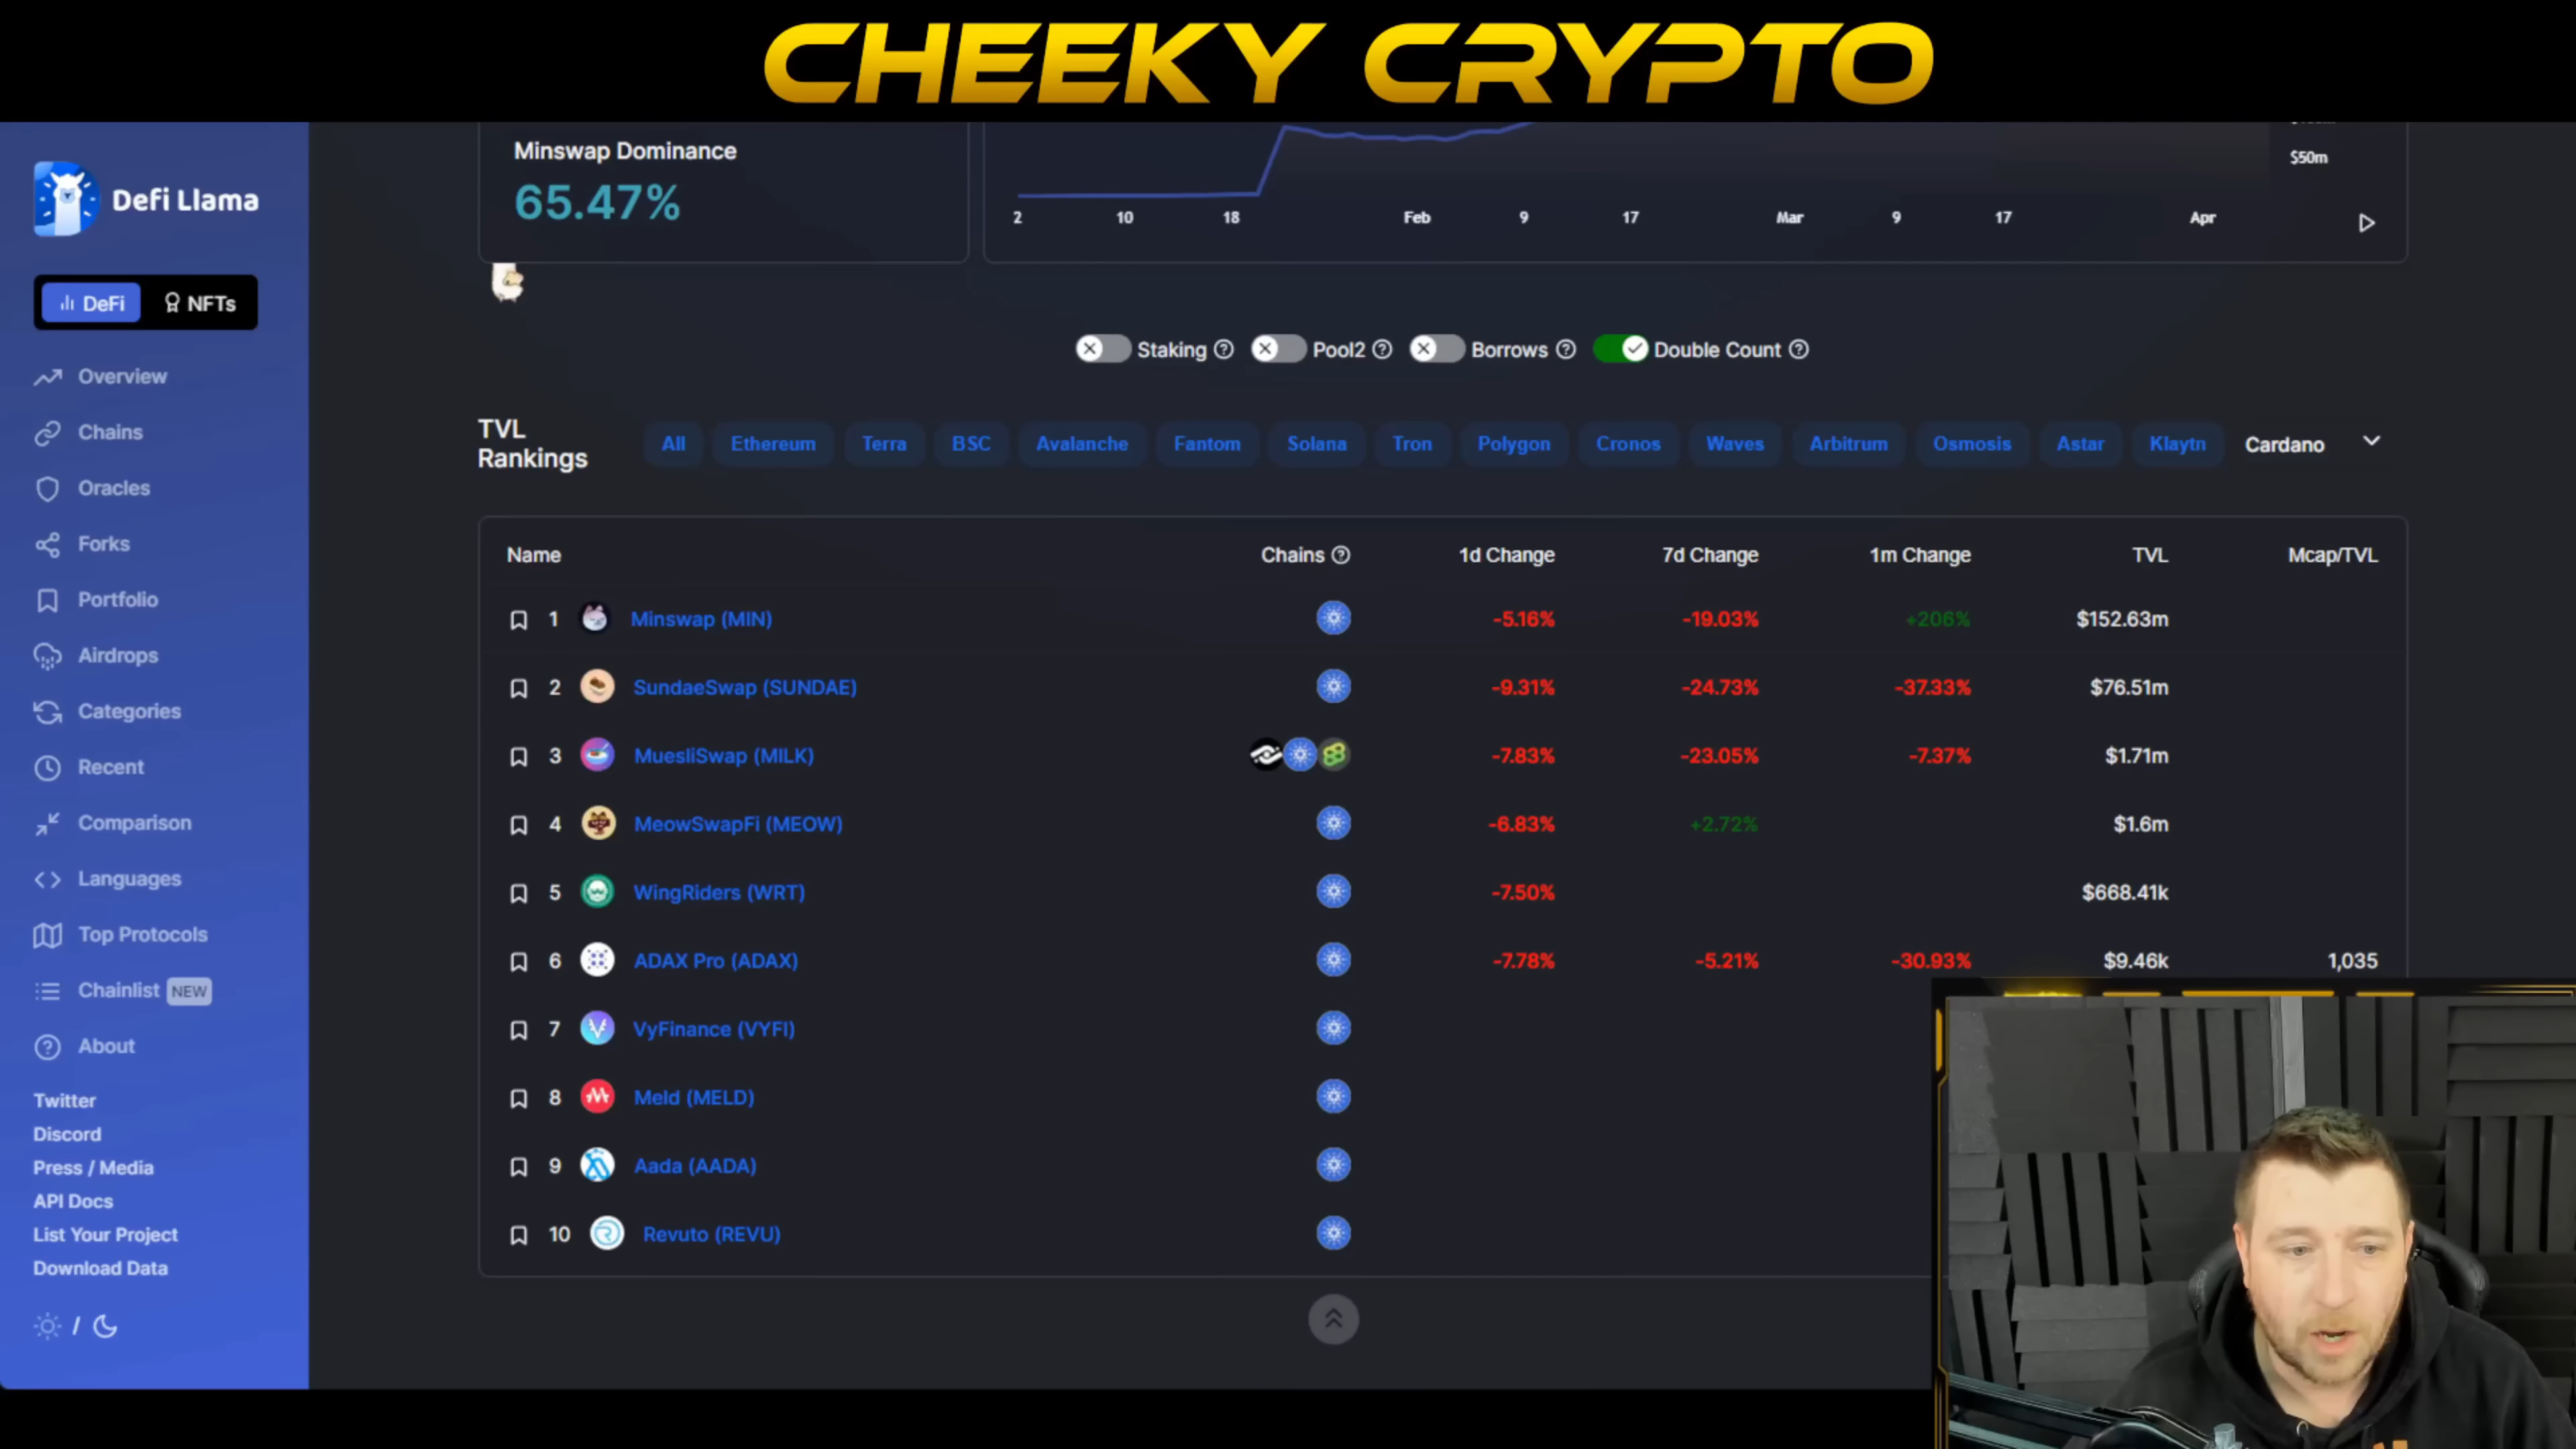 CHEEKY CRYPTO
Defi Llama
DeFi NFTs
Overview
Chains
Oracles
Forks
Portfolio
Airdrops
Categories
Recent
Comparison
Languages
Top Protocols
Chainlist NEW
About
Twitter
Discord
Press / Media
API Docs
List Your Project
Download Data
/
Minswap Dominance
65.47%
$50m
2 10 18 Feb 9 17 Mar 9 17 Apr
Staking Pool2 Borrows Double Count
TVL
Rankings
All Ethereum Terra BSC Avalanche Fantom Solana Tron Polygon Cronos Waves Arbitrum Osmosis Astar Klaytn Cardano
Name Chains 1d Change 7d Change 1m Change TVL Mcap/TVL
1 Minswap (MIN) -5.16% -19.03% +206% $152.63m
2 SundaeSwap (SUNDAE) -9.31% -24.73% -37.33% $76.51m
3 MuesliSwap (MILK) -7.83% -23.05% -7.37% $1.71m
4 MeowSwapFi (MEOW) -6.83% +2.72% $1.6m
5 WingRiders (WRT) -7.50% $668.41k
6 ADAX Pro (ADAX) -7.78% -5.21% -30.93% $9.46k 1,035
7 VyFinance (VYFI)
8 Meld (MELD)
9 Aada (AADA)
10 Revuto (REVU)